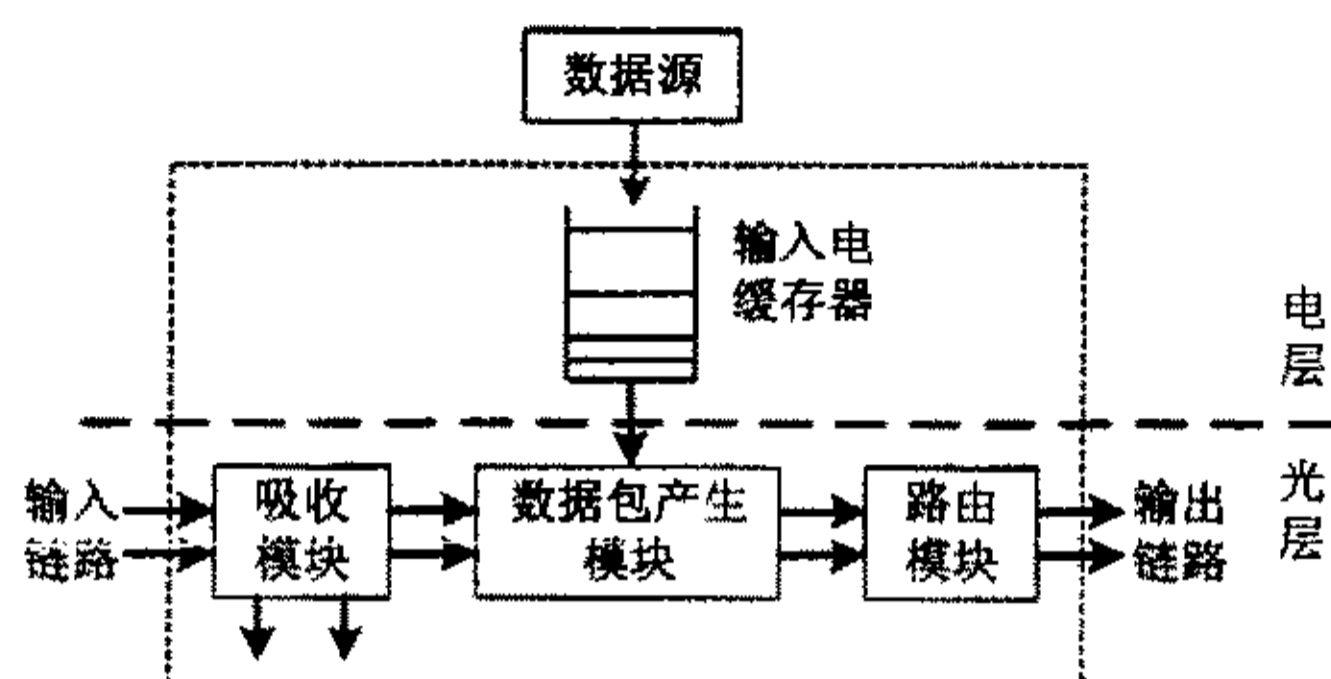 数据源
输入电
缓存器
电
层
输入
链路
吸收
模块
数据包产生
模块
路由
模块
输出
链路
光
层